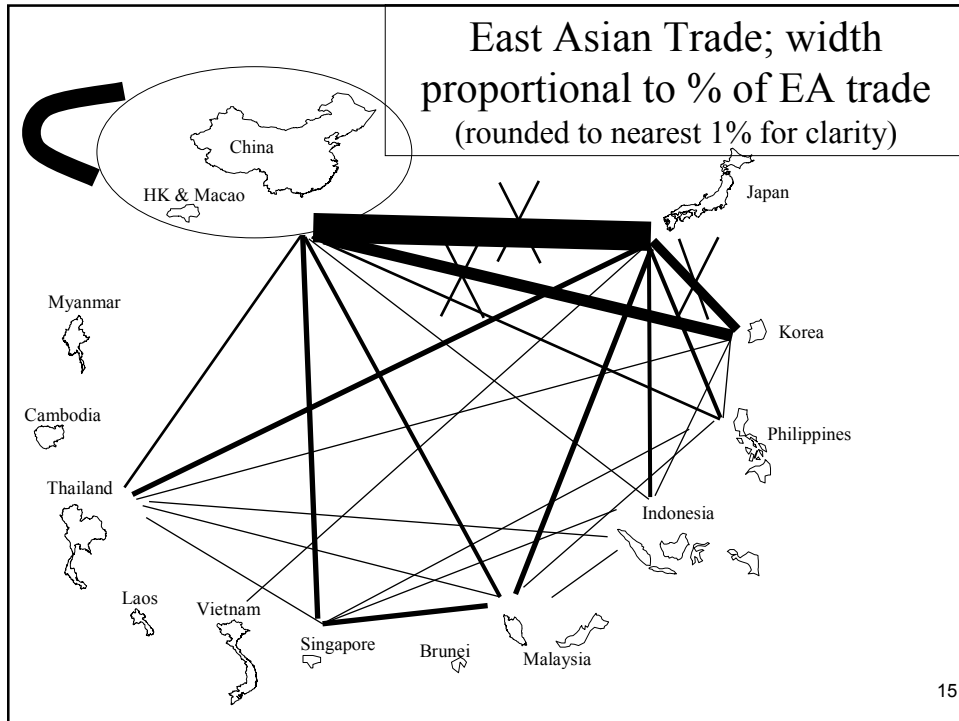 East Asian Trade; width
proportional to % of EA trade
(rounded to nearest 1% for clarity)
China
HK & Macao
Japan
Myanmar
Korea
Cambodia
Philippines
Thailand
Indonesia
Laos
Vietnam
Singapore
Brunei
Malaysia
15